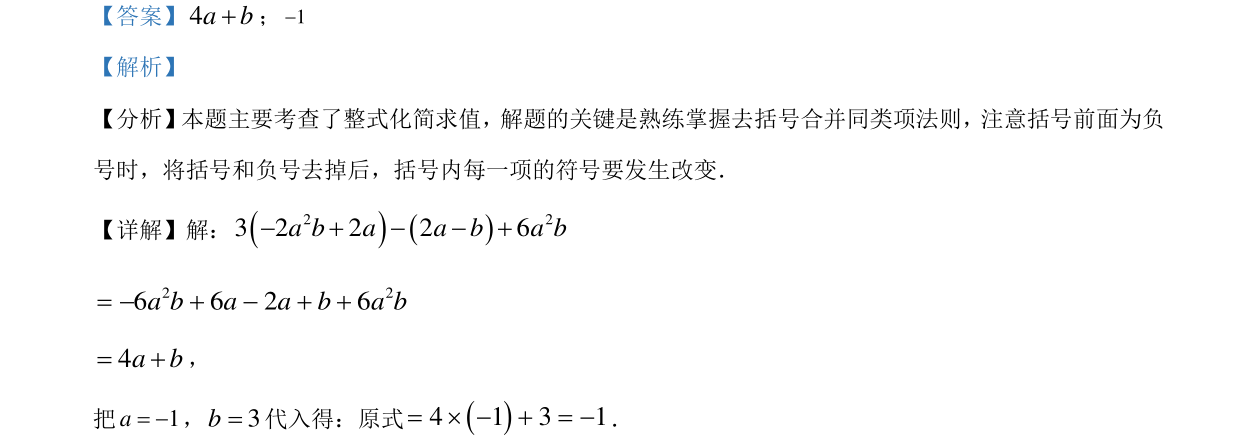 【答案】4a+b；-1
【解析】
【分析】本题主要考查了整式化简求值，解题的关键是熟练掌握去括号合并同类项法则，注意括号前面为负
号时，将括号和负号去掉后，括号内每一项的符号要发生改变．
【详解】解：3(-2a²b+2a)-(2a-b)+6a²b
=-6a²b+6a-2a+b+6a²b
=4a+b，
把a=-1，b=3代入得：原式=4×(-1)+3=-1．